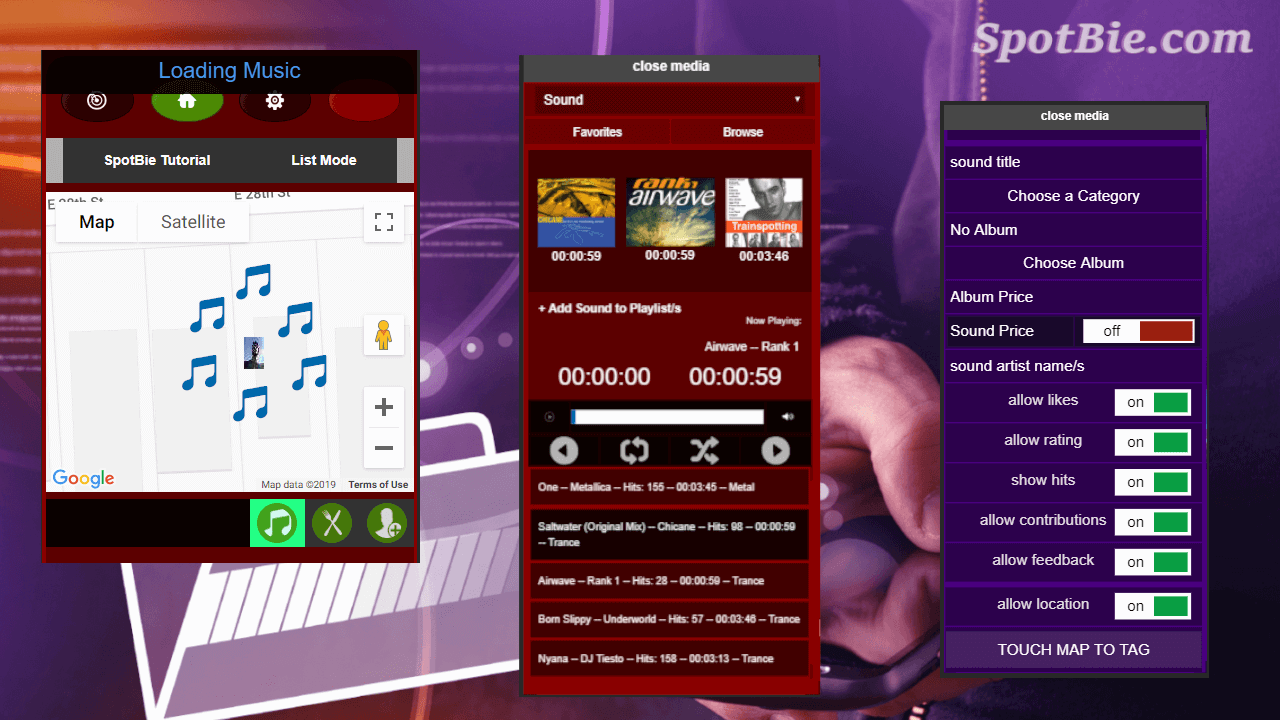 SpotBie.com
Loading Music
SpotBie Tutorial
List Mode
E 28th St
E 28th St
Map
Satellite
Google
Map data ©2019
Terms of Use
close media
Sound
Favorites
Browse
CHICANE
rank1
airwave
Trainspotting
00:00:59
00:00:59
00:03:46
+ Add Sound to Playlist/s
Now Playing:
Airwave -- Rank 1
00:00:00
00:00:59
One -- Metallica -- Hits: 155 -- 00:03:45 -- Metal
Saltwater (Original Mix) -- Chicane -- Hits: 98 -- 00:00:59
-- Trance
Airwave -- Rank 1 -- Hits: 28 -- 00:00:59 -- Trance
Born Slippy -- Underworld -- Hits: 57 -- 00:03:46 -- Trance
Nyana -- DJ Tiesto -- Hits: 158 -- 00:03:13 -- Trance
close media
sound title
Choose a Category
No Album
Choose Album
Album Price
Sound Price off
sound artist name/s
allow likes on
allow rating on
show hits on
allow contributions on
allow feedback on
allow location on
TOUCH MAP TO TAG